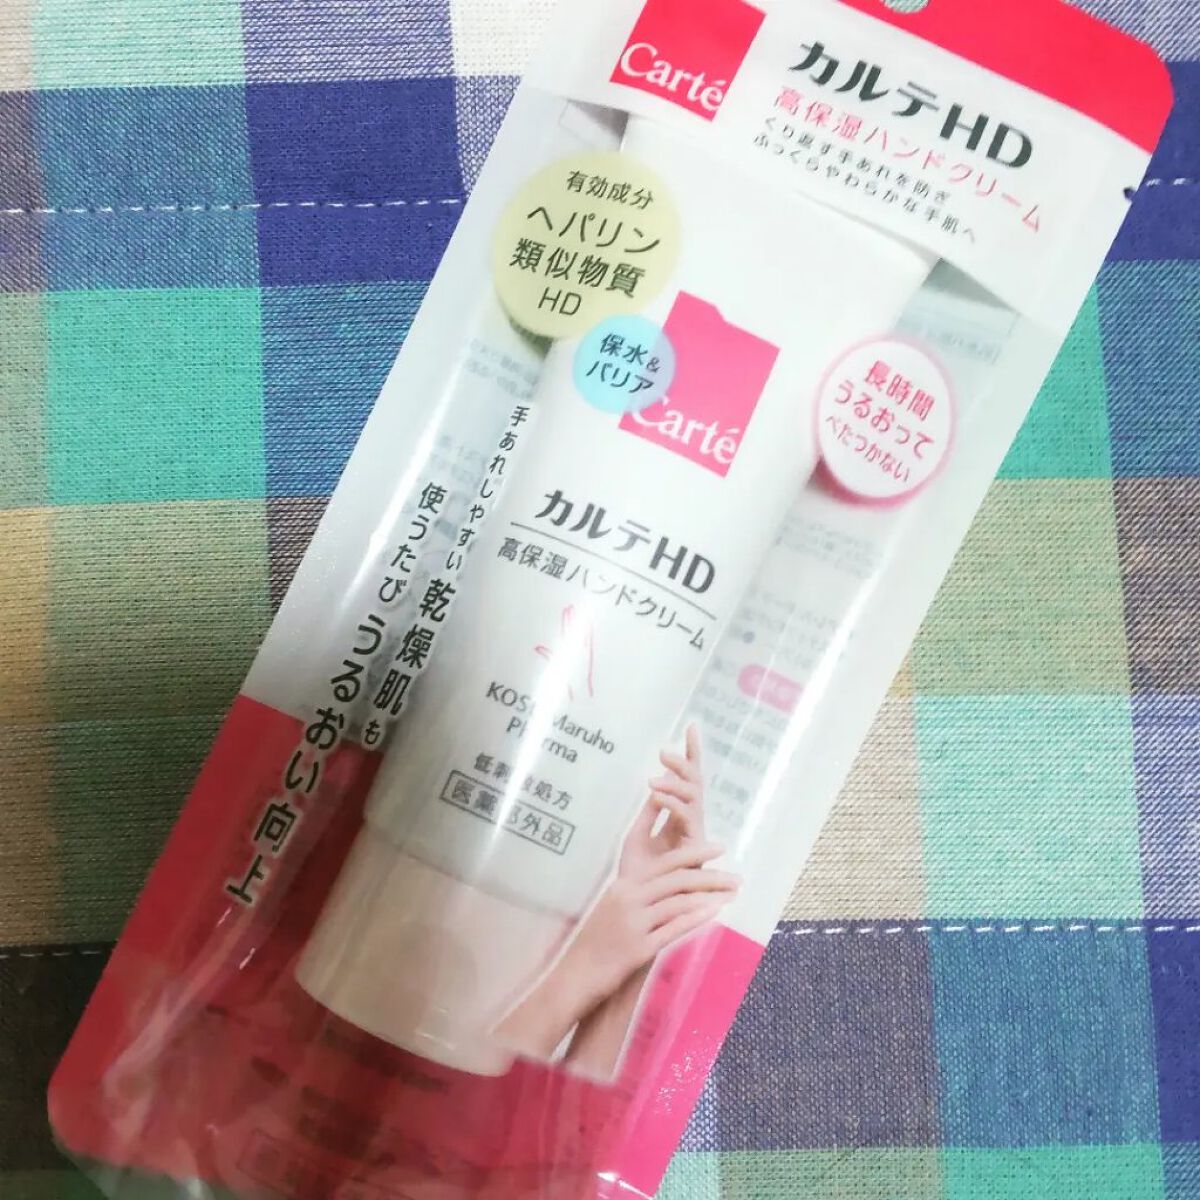 Carté
カルテHD
高保湿ハンドクリーム
くり返す手あれを防ぎ
ふっくらやわらかな手肌へ
有効成分
ヘパリン
類似物質
HD
保水&
バリア
長時間
うるおって
べたつかない
手あれしやすい乾燥肌も
使うたびうるおい向上
Carté
カルテHD
高保湿ハンドクリーム
KOSÉ Maruho
Pharma
低刺激処方
医薬部外品